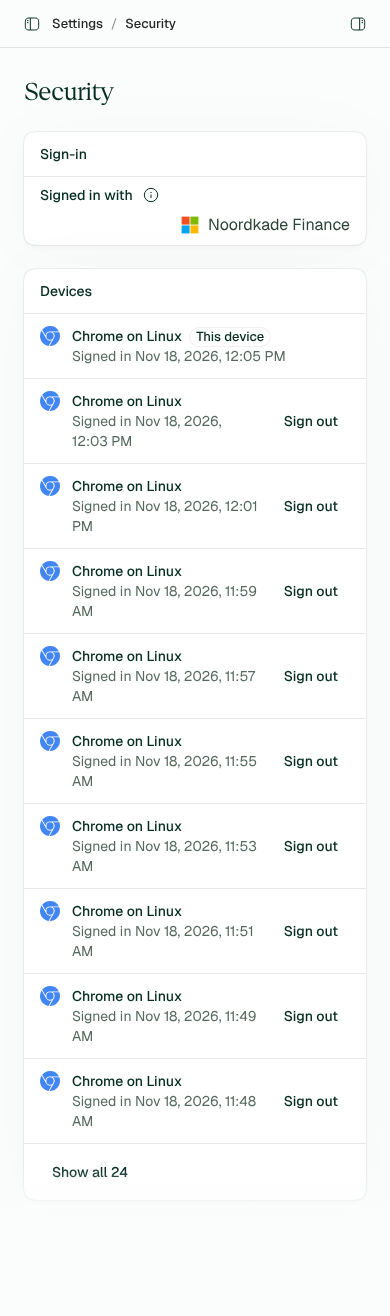 Settings / Security
Security
Sign-in
Signed in with
Noordkade Finance
Devices
Chrome on Linux This device
Signed in Nov 18, 2026, 12:05 PM
Chrome on Linux
Signed in Nov 18, 2026,
12:03 PM
Sign out
Chrome on Linux
Signed in Nov 18, 2026, 12:01
PM
Sign out
Chrome on Linux
Signed in Nov 18, 2026, 11:59
AM
Sign out
Chrome on Linux
Signed in Nov 18, 2026, 11:57
AM
Sign out
Chrome on Linux
Signed in Nov 18, 2026, 11:55
AM
Sign out
Chrome on Linux
Signed in Nov 18, 2026, 11:53
AM
Sign out
Chrome on Linux
Signed in Nov 18, 2026, 11:51
AM
Sign out
Chrome on Linux
Signed in Nov 18, 2026, 11:49
AM
Sign out
Chrome on Linux
Signed in Nov 18, 2026, 11:48
AM
Sign out
Show all 24